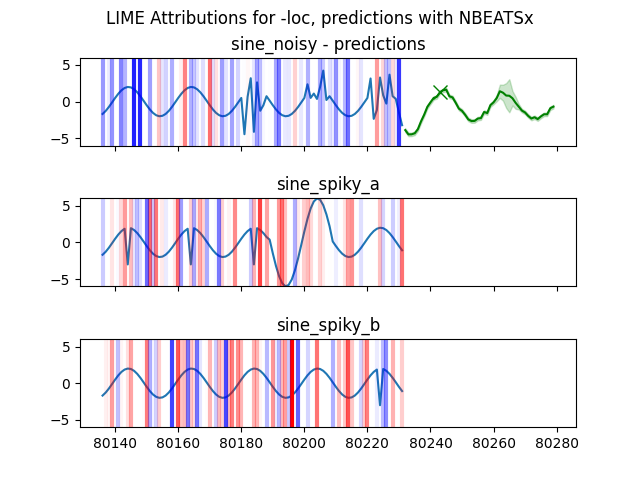 LIME Attributions for -loc, predictions with NBEATSx
sine_noisy - predictions
5
0
−5
sine_spiky_a
5
0
−5
sine_spiky_b
5
0
−5
80140 80160 80180 80200 80220 80240 80260 80280